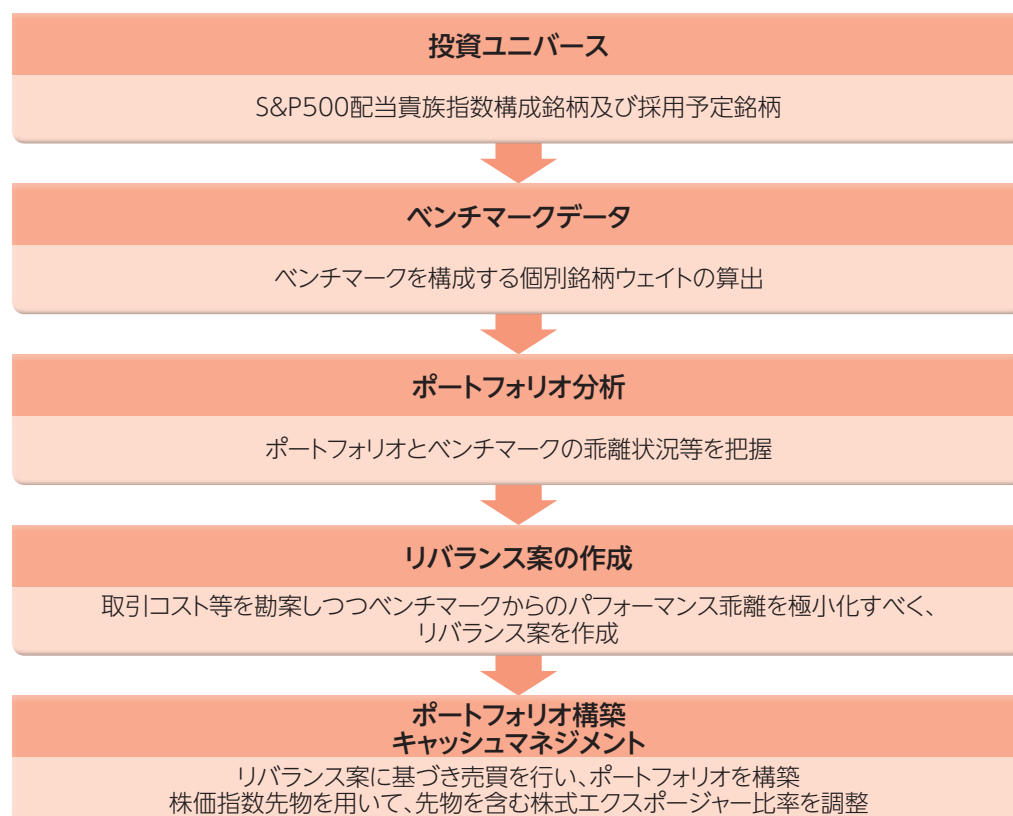 投資ユニバース
S&P500配当貴族指数構成銘柄及び採用予定銘柄
ベンチマークデータ
ベンチマークを構成する個別銘柄ウェイトの算出
ポートフォリオ分析
ポートフォリオとベンチマークの乖離状況等を把握
リバランス案の作成
取引コスト等を勘案しつつベンチマークからのパフォーマンス乖離を極小化すべく、
リバランス案を作成
ポートフォリオ構築
キャッシュマネジメント
リバランス案に基づき売買を行い、ポートフォリオを構築
株価指数先物を用いて、先物を含む株式エクスポージャー比率を調整